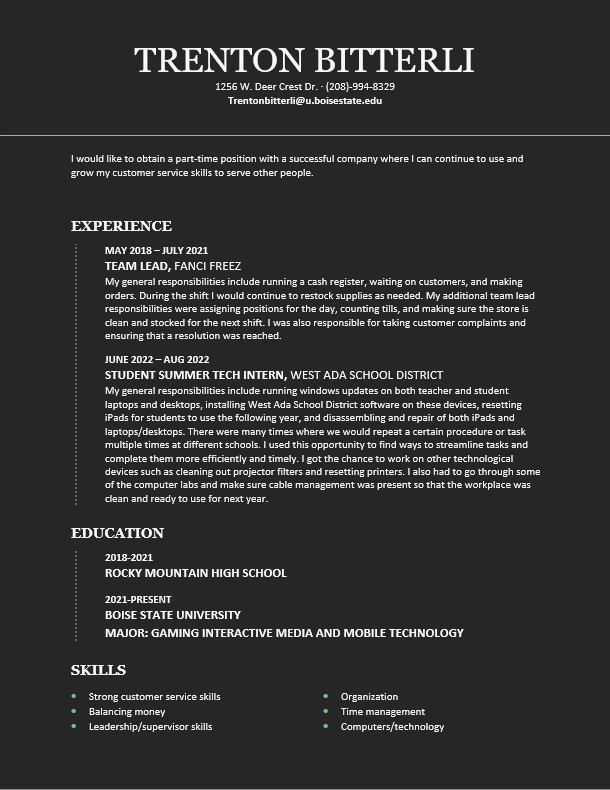 TRENTON BITTERLI
1256 W. Deer Crest Dr. · (208)-994-8329
Trentonbitterli@u.boisestate.edu
I would like to obtain a part-time position with a successful company where I can continue to use and
grow my customer service skills to serve other people.
EXPERIENCE
MAY 2018 – JULY 2021
TEAM LEAD, FANCI FREEZ
My general responsibilities include running a cash register, waiting on customers, and making
orders. During the shift I would continue to restock supplies as needed. My additional team lead
responsibilities were assigning positions for the day, counting tills, and making sure the store is
clean and stocked for the next shift. I was also responsible for taking customer complaints and
ensuring that a resolution was reached.
JUNE 2022 – AUG 2022
STUDENT SUMMER TECH INTERN, WEST ADA SCHOOL DISTRICT
My general responsibilities include running windows updates on both teacher and student
laptops and desktops, installing West Ada School District software on these devices, resetting
iPads for students to use the following year, and disassembling and repair of both iPads and
laptops/desktops. There were many times where we would repeat a certain procedure or task
multiple times at different schools. I used this opportunity to find ways to streamline tasks and
complete them more efficiently and timely. I got the chance to work on other technological
devices such as cleaning out projector filters and resetting printers. I also had to go through some
of the computer labs and make sure cable management was present so that the workplace was
clean and ready to use for next year.
EDUCATION
2018-2021
ROCKY MOUNTAIN HIGH SCHOOL
2021-PRESENT
BOISE STATE UNIVERSITY
MAJOR: GAMING INTERACTIVE MEDIA AND MOBILE TECHNOLOGY
SKILLS
• Strong customer service skills
• Balancing money
• Leadership/supervisor skills
• Organization
• Time management
• Computers/technology